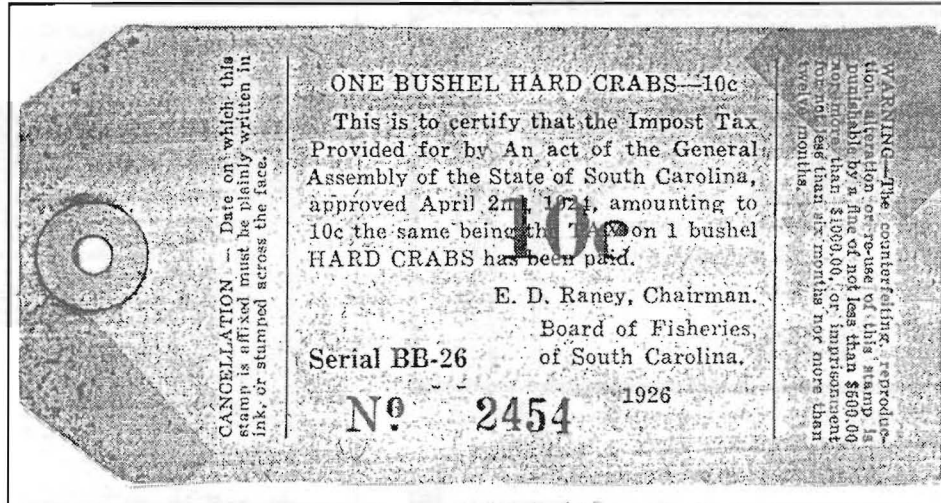 CANCELLATION — Date on which this
stamp is affixed must be plainly written in
ink, or stamped across the face.
ONE BUSHEL HARD CRABS—10c
This is to certify that the Impost Tax
Provided for by An act of the General
Assembly of the State of South Carolina,
approved April 2nd, 1924, amounting to
10c the same being the TAX on 1 bushel
HARD CRABS has been paid.
10c
E. D. Raney, Chairman.
Board of Fisheries,
of South Carolina.
Serial BB-26
1926
Nº 2454
WARNING—The counterfeiting, reproduc-
tion, alteration or re-use of this stamp is
punishable by a fine of not less than $500.00
nor more than $1000.00, or imprisonment
for not less than six months nor more than
twelve months.